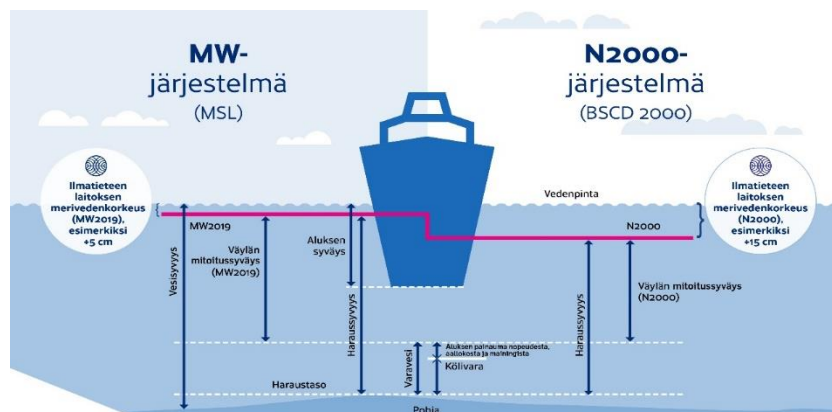 MW-
järjestelmä
(MSL)
N2000-
järjestelmä
(BSCD 2000)
Ilmatieteen
laitoksen
merivedenkorkeus
(MW2019),
esimerkiksi
+5 cm
Vedenpinta
Ilmatieteen
laitoksen
merivedenkorkeus
(N2000),
esimerkiksi
+15 cm
MW2019
N2000
Vesisyvyys
Väylän
mitoitussyväys
(MW2019)
Aluksen
syväys
Haraussyvyys
Haraussyvyys
Väylän mitoitussyväys
(N2000)
Varavesi
Aluksen painauma nopeudesta,
aallokosta ja mainingista
Kölivara
Haraustaso
Pohja